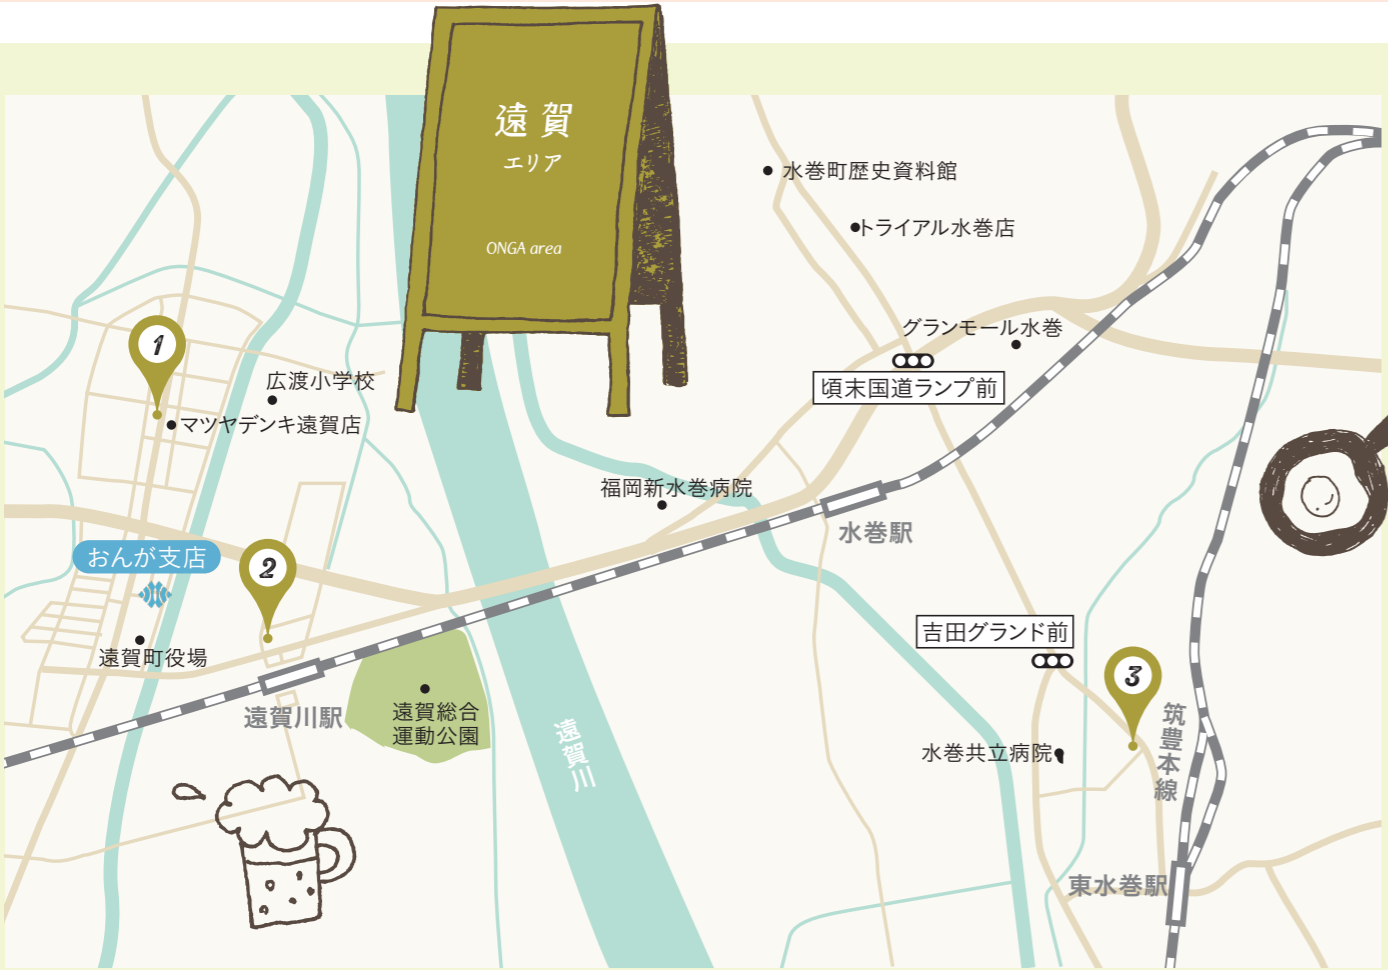 遠賀
エリア
ONGA area
水巻町歴史資料館
トライアル水巻店
グランモール水巻
頃末国道ランプ前
1
広渡小学校
マツヤデンキ遠賀店
福岡新水巻病院
水巻駅
おんが支店
2
遠賀町役場
遠賀川駅
遠賀総合
運動公園
遠賀川
吉田グランド前
3
水巻共立病院
筑豊本線
東水巻駅